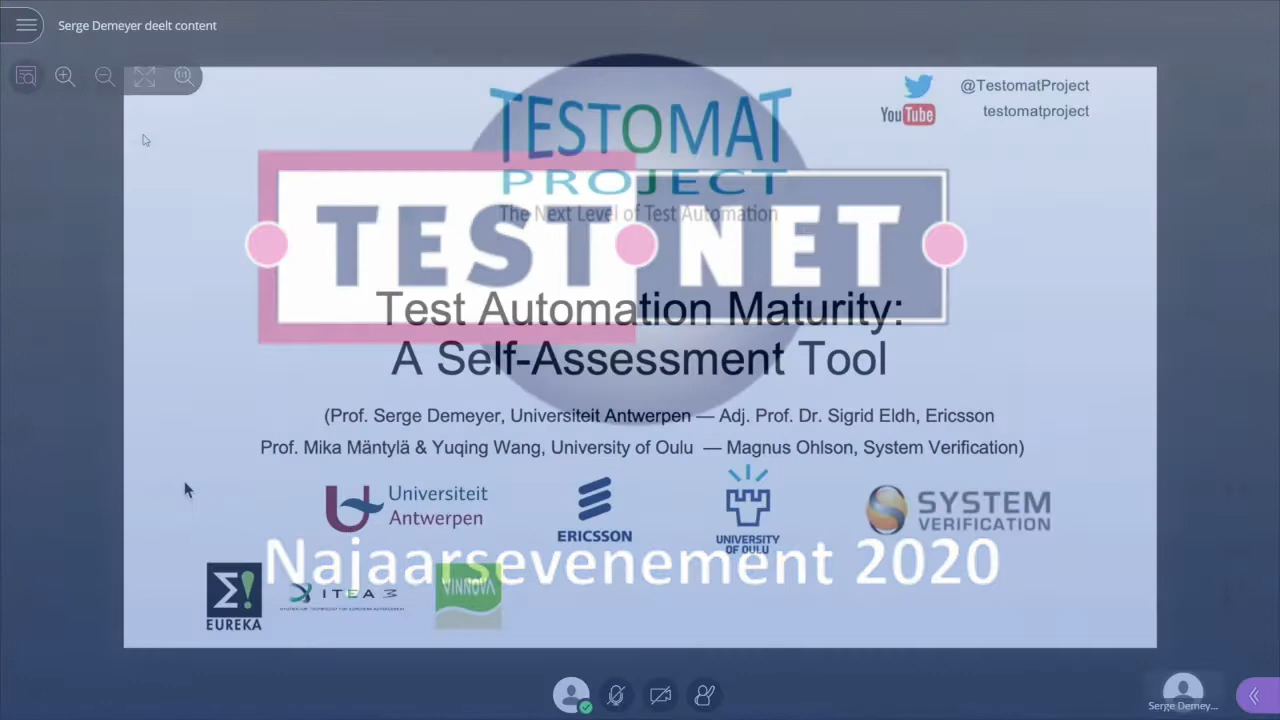 Serge Demeyer deelt content
@TestomatProject
YouTube
testomatproject
TESTOMAT
PROJECT
The Next Level of Test Automation
TEST NET
Test Automation Maturity:
A Self-Assessment Tool
(Prof. Serge Demeyer, Universiteit Antwerpen — Adj. Prof. Dr. Sigrid Eldh, Ericsson
Prof. Mika Mäntylä & Yuqing Wang, University of Oulu — Magnus Ohlson, System Verification)
Universiteit
Antwerpen
ERICSSON
UNIVERSITY
OF OULU
SYSTEM
VERIFICATION
Najaarsevenement 2020
EUREKA
ITEA 3
VINNOVA
Serge Demey...